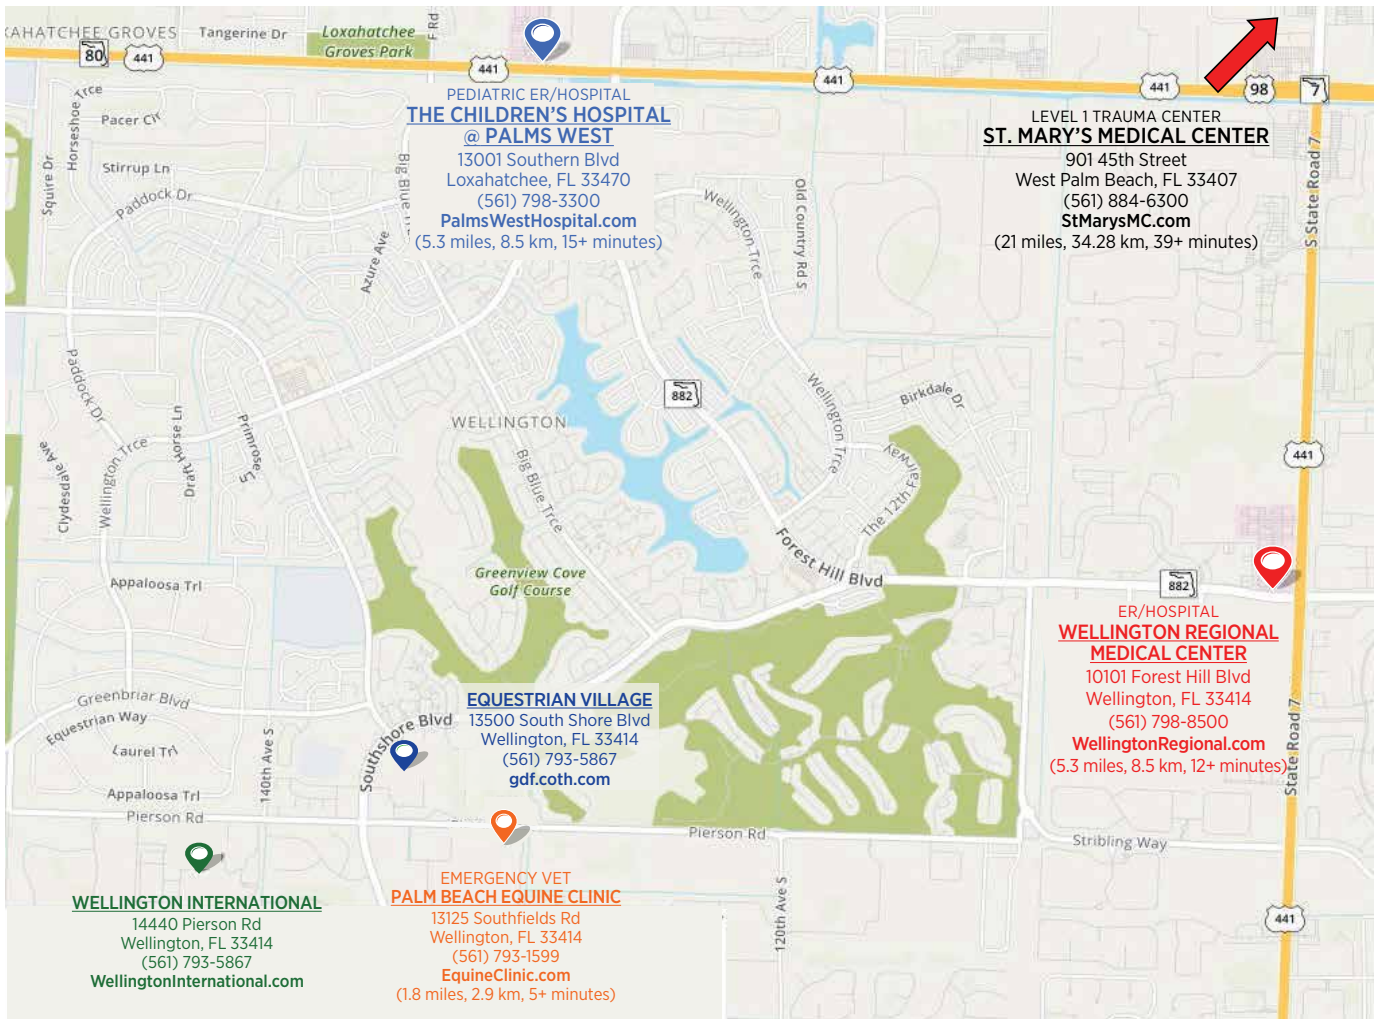 XAHATCHEE GROVES
Tangerine Dr
Loxahatchee
Groves Park
F Rd
80
441
441
441
441
98
7
PEDIATRIC ER/HOSPITAL
THE CHILDREN'S HOSPITAL
@ PALMS WEST
13001 Southern Blvd
Loxahatchee, FL 33470
(561) 798-3300
PalmsWestHospital.com
(5.3 miles, 8.5 km, 15+ minutes)
LEVEL 1 TRAUMA CENTER
ST. MARY'S MEDICAL CENTER
901 45th Street
West Palm Beach, FL 33407
(561) 884-6300
StMarysMC.com
(21 miles, 34.28 km, 39+ minutes)
Horseshoe Trce
Pacer Cir
Stirrup Ln
Squire Dr
Paddock Dr
Azure Ave
Big Blue
Wellington Trce
Old Country Rd S
S State Road 7
Paddock Dr
882
Wellington Trce
Birkdale Dr
WELLINGTON
Primrose Ln
Draft Horse Ln
Wellington Trce
Clydesdale Ave
Big Blue Trce
The 12th Fairway
441
Forest Hill Blvd
Greenview Cove
Golf Course
Appaloosa Trl
882
ER/HOSPITAL
WELLINGTON REGIONAL
MEDICAL CENTER
10101 Forest Hill Blvd
Wellington, FL 33414
(561) 798-8500
WellingtonRegional.com
(5.3 miles, 8.5 km, 12+ minutes)
State Road 7
Greenbriar Blvd
Equestrian Way
Laurel Trl
Appaloosa Trl
140th Ave S
Southshore Blvd
EQUESTRIAN VILLAGE
13500 South Shore Blvd
Wellington, FL 33414
(561) 793-5867
gdf.coth.com
Pierson Rd
Pierson Rd
Stribling Way
120th Ave S
441
WELLINGTON INTERNATIONAL
14440 Pierson Rd
Wellington, FL 33414
(561) 793-5867
WellingtonInternational.com
EMERGENCY VET
PALM BEACH EQUINE CLINIC
13125 Southfields Rd
Wellington, FL 33414
(561) 793-1599
EquineClinic.com
(1.8 miles, 2.9 km, 5+ minutes)